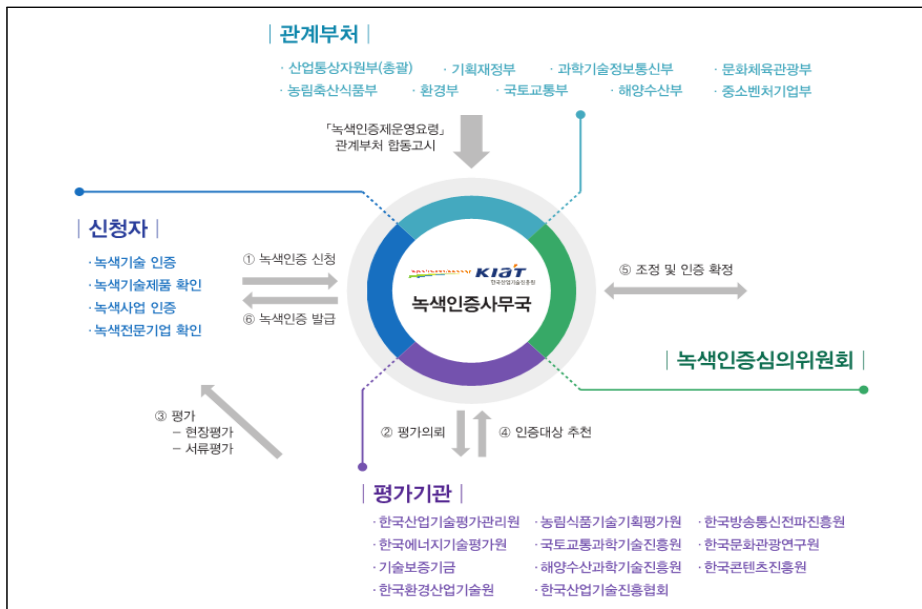 관계부처
· 산업통상자원부(총괄) · 기획재정부 · 과학기술정보통신부 · 문화체육관광부
· 농림축산식품부 · 환경부 · 국토교통부 · 해양수산부 · 중소벤처기업부
「녹색인증제운영요령」
관계부처 합동고시
신청자
· 녹색기술 인증
· 녹색기술제품 확인
· 녹색사업 인증
· 녹색전문기업 확인
① 녹색인증 신청
⑥ 녹색인증 발급
KIAT
한국산업기술진흥원
녹색인증사무국
⑤ 조정 및 인증 확정
녹색인증심의위원회
③ 평가
– 현장평가
– 서류평가
② 평가의뢰
④ 인증대상 추천
평가기관
· 한국산업기술평가관리원 · 농림식품기술기획평가원 · 한국방송통신전파진흥원
· 한국에너지기술평가원 · 국토교통과학기술진흥원 · 한국문화관광연구원
· 기술보증기금 · 해양수산과학기술진흥원 · 한국콘텐츠진흥원
· 한국환경산업기술원 · 한국산업기술진흥협회